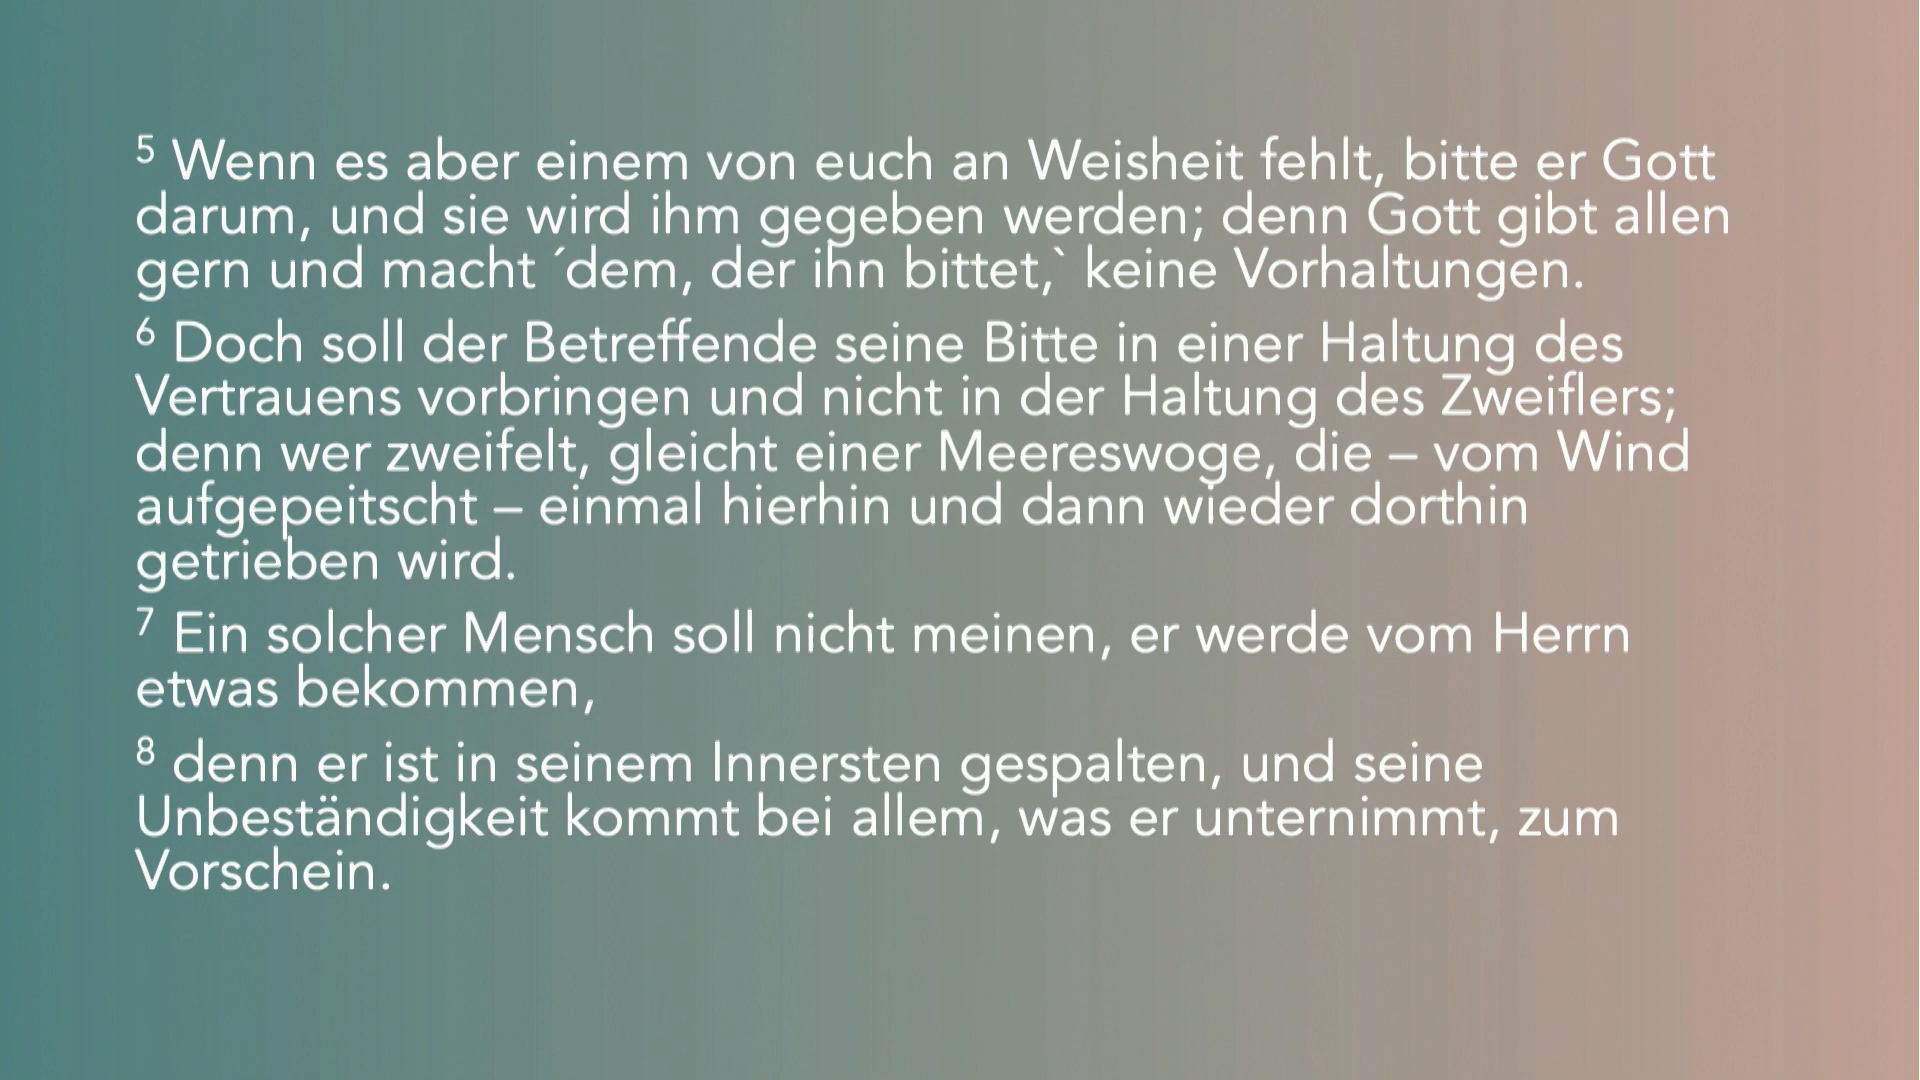 5 Wenn es aber einem von euch an Weisheit fehlt, bitte er Gott
darum, und sie wird ihm gegeben werden; denn Gott gibt allen
gern und macht ´dem, der ihn bittet,` keine Vorhaltungen.
6 Doch soll der Betreffende seine Bitte in einer Haltung des
Vertrauens vorbringen und nicht in der Haltung des Zweiflers;
denn wer zweifelt, gleicht einer Meereswoge, die – vom Wind
aufgepeitscht – einmal hierhin und dann wieder dorthin
getrieben wird.
7 Ein solcher Mensch soll nicht meinen, er werde vom Herrn
etwas bekommen,
8 denn er ist in seinem Innersten gespalten, und seine
Unbeständigkeit kommt bei allem, was er unternimmt, zum
Vorschein.